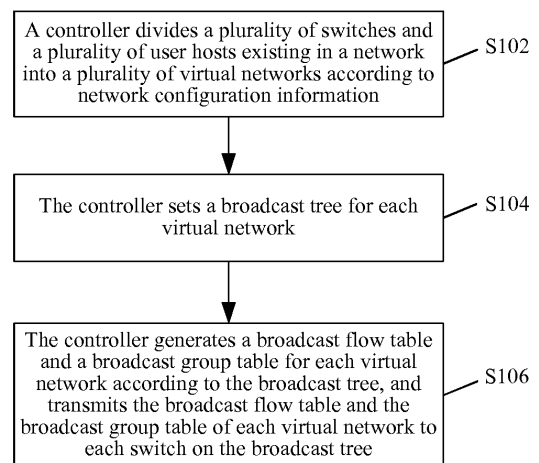 A controller divides a plurality of switches and
a plurality of user hosts existing in a network
into a plurality of virtual networks according to
network configuration information
S102
The controller sets a broadcast tree for each
virtual network
S104
The controller generates a broadcast flow table
and a broadcast group table for each virtual
network according to the broadcast tree, and
transmits the broadcast flow table and the
broadcast group table of each virtual network to
each switch on the broadcast tree
S106